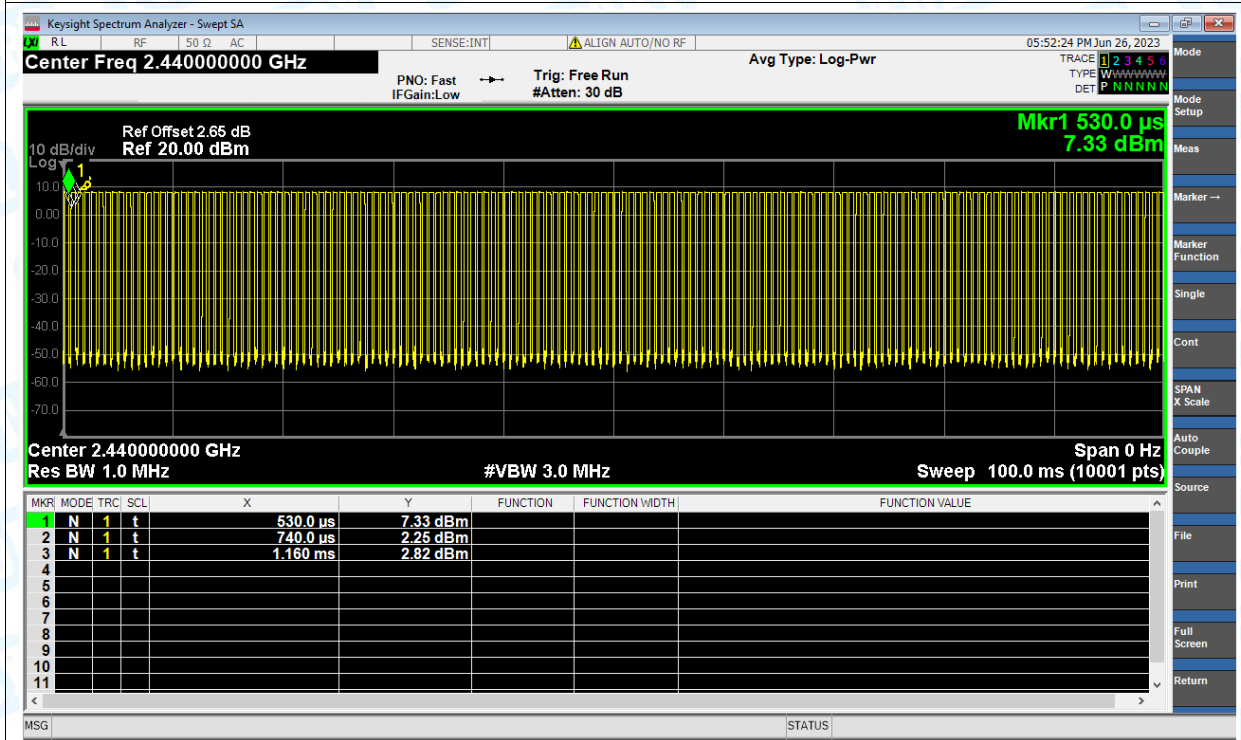 Keysight Spectrum Analyzer - Swept SA
LXI RL RF 50 Ω AC SENSE:INT ALIGN AUTO/NO RF 05:52:24 PM Jun 26, 2023
Center Freq 2.440000000 GHz
PNO: Fast
IFGain:Low
Trig: Free Run
#Atten: 30 dB
Avg Type: Log-Pwr
TRACE 1 2 3 4 5 6
TYPE WWWWWW
DET P N N N N N
Mkr1 530.0 µs
7.33 dBm
Ref Offset 2.65 dB
10 dB/div Ref 20.00 dBm
Log
1
10.0
0.00
-10.0
-20.0
-30.0
-40.0
-50.0
-60.0
-70.0
Center 2.440000000 GHz Span 0 Hz
Res BW 1.0 MHz #VBW 3.0 MHz Sweep 100.0 ms (10001 pts)
MKR MODE TRC SCL X Y FUNCTION FUNCTION WIDTH FUNCTION VALUE
1 N 1 t 530.0 µs 7.33 dBm
2 N 1 t 740.0 µs 2.25 dBm
3 N 1 t 1.160 ms 2.82 dBm
4
5
6
7
8
9
10
11
MSG STATUS
Mode
Mode
Setup
Meas
Marker→
Marker
Function
Single
Cont
SPAN
X Scale
Auto
Couple
Source
File
Print
Full
Screen
Return